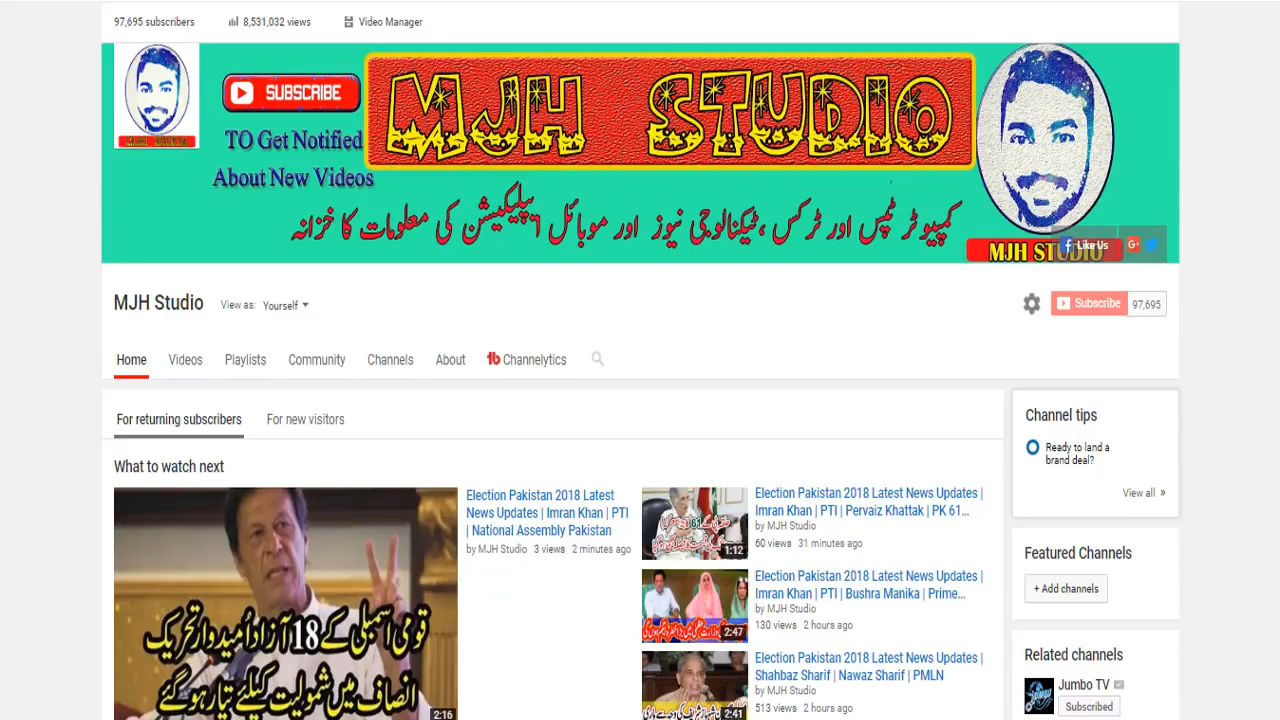 97,695 subscribers
8,531,032 views
Video Manager
MJH STUDIO
SUBSCRIBE
TO Get Notified
About New Videos
MJH STUDIO
کمپیوٹر ٹپس اور ٹرکس ،ٹیکنالوجی نیوز اور موبائل ایپلیکیشن کی معلومات کا خزانہ
MJH STUDIO
Like Us
G+
MJH Studio
View as: Yourself
Subscribe 97,695
Home Videos Playlists Community Channels About Channelytics
For returning subscribers For new visitors
What to watch next
قومی اسمبلی کے 18 آزاد اُمیدوار تحریک
انصاف میں شمولیت کیلئے تیار ہو گئے
2:16
Election Pakistan 2018 Latest
News Updates | Imran Khan | PTI
| National Assembly Pakistan
by MJH Studio 3 views 2 minutes ago
1:12
Election Pakistan 2018 Latest News Updates |
Imran Khan | PTI | Pervaiz Khattak | PK 61...
by MJH Studio
60 views 31 minutes ago
2:47
Election Pakistan 2018 Latest News Updates |
Imran Khan | PTI | Bushra Manika | Prime...
by MJH Studio
130 views 2 hours ago
2:41
Election Pakistan 2018 Latest News Updates |
Shahbaz Sharif | Nawaz Sharif | PMLN
by MJH Studio
513 views 2 hours ago
Channel tips
Ready to land a
brand deal?
View all »
Featured Channels
+ Add channels
Related channels
Jumbo TV
Subscribed